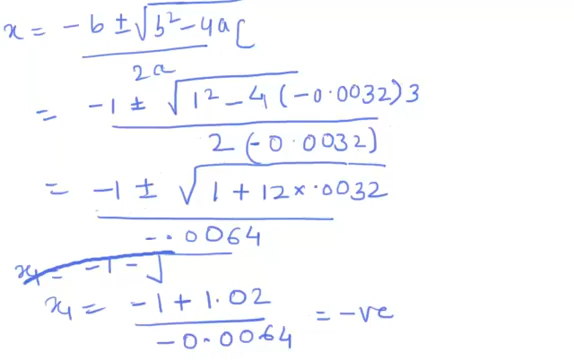 x = -b ± √b² - 4ac / 2a
= -1 ± √1² - 4(-0.0032)3 / 2(-0.0032)
= -1 ± √1 + 12×.0032 / -.0064
x₁ = -1 - √
x₁ = -1 + 1.02 / -0.0064 = -ve